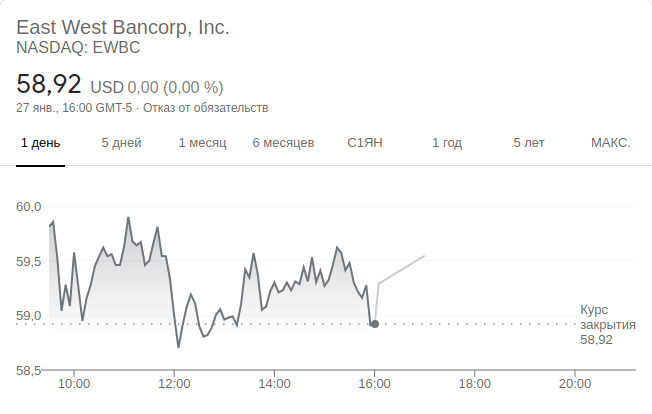 East West Bancorp, Inc.
NASDAQ: EWBC
58,92 USD 0,00 (0,00 %)
27 янв., 16:00 GMT-5 · Отказ от обязательств
1 день 5 дней 1 месяц 6 месяцев С1ЯН 1 год 5 лет МАКС.
60,0
59,5
59,0
58,5
Курс
закрытия
58,92
10:00 12:00 14:00 16:00 18:00 20:00